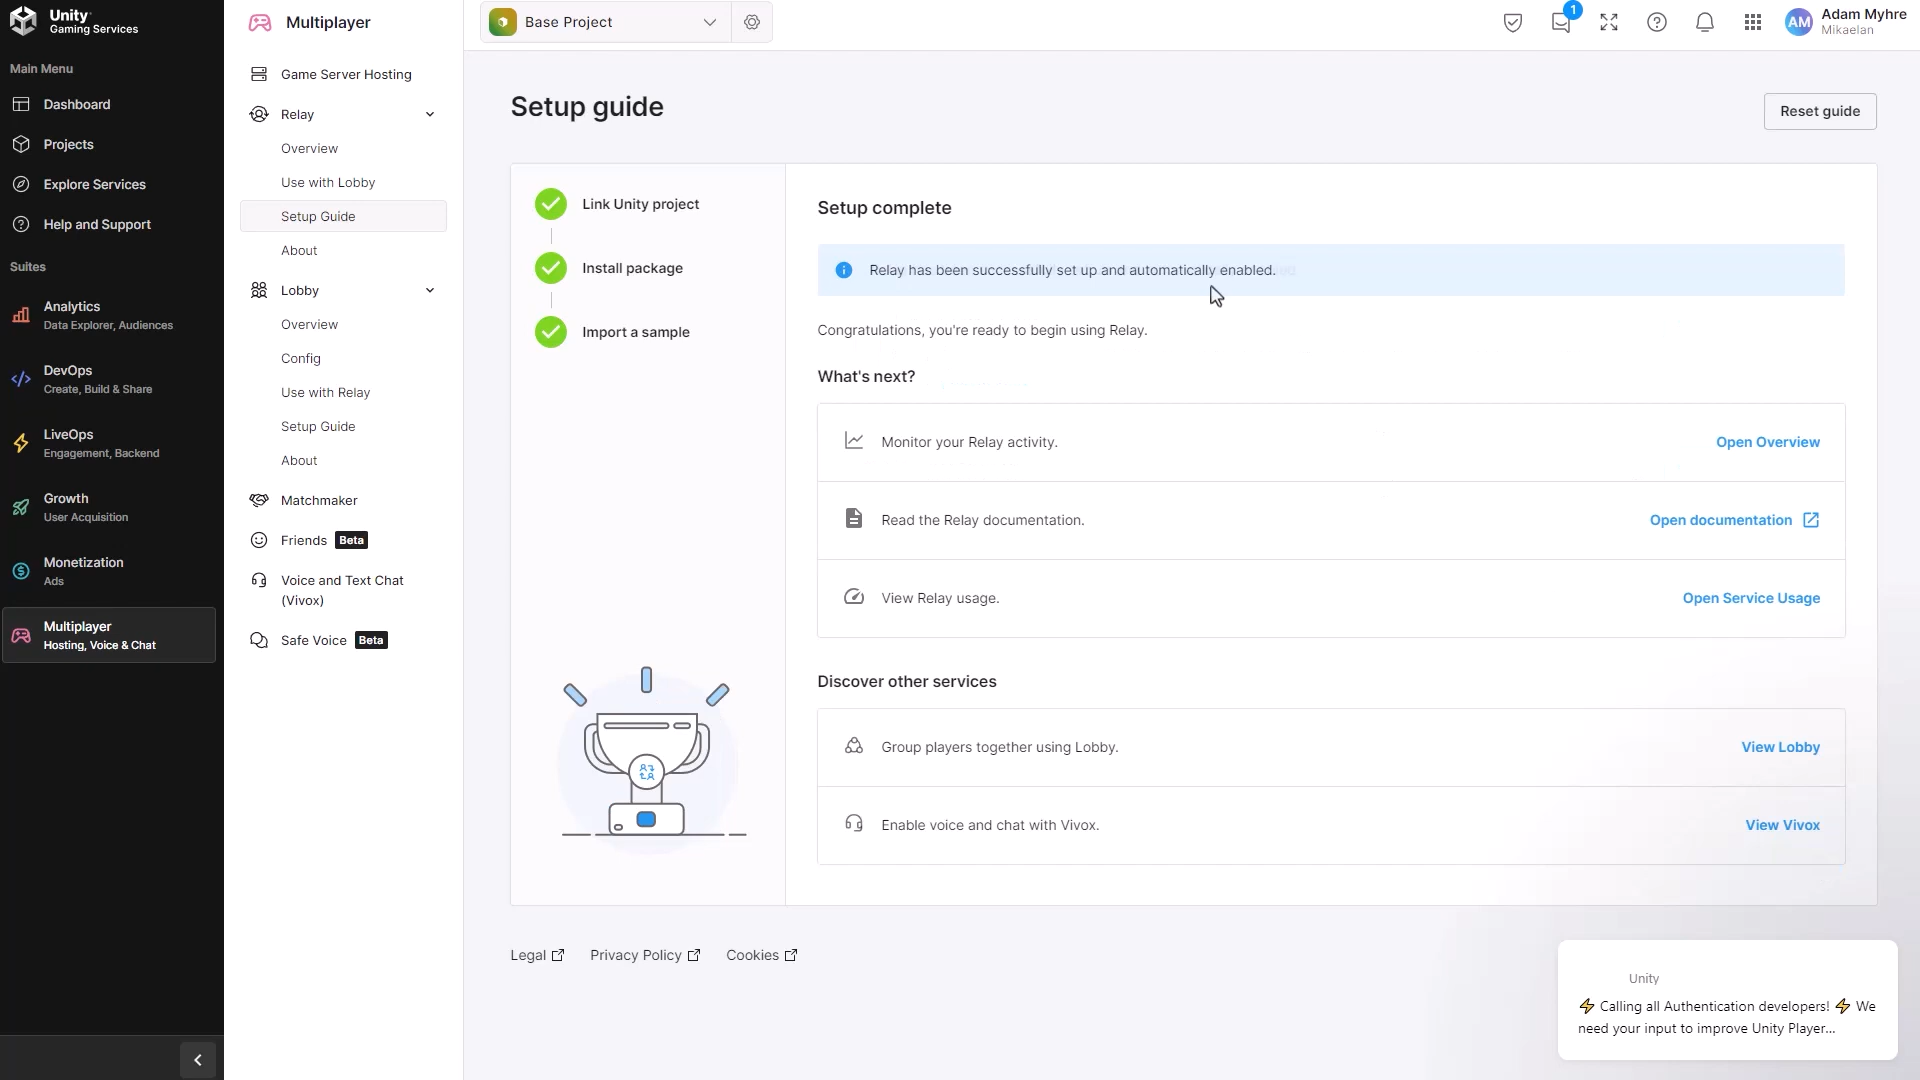 Unity
Gaming Services
Main Menu
Dashboard
Projects
Explore Services
Help and Support
Suites
Analytics
Data Explorer, Audiences
DevOps
Create, Build & Share
LiveOps
Engagement, Backend
Growth
User Acquisition
Monetization
Ads
Multiplayer
Hosting, Voice & Chat
Multiplayer
Game Server Hosting
Relay
Overview
Use with Lobby
Setup Guide
About
Lobby
Overview
Config
Use with Relay
Setup Guide
About
Matchmaker
Friends Beta
Voice and Text Chat
(Vivox)
Safe Voice Beta
Base Project
1
AM
Adam Myhre
Mikaelan
Setup guide
Reset guide
Link Unity project
Install package
Import a sample
Setup complete
Relay has been successfully set up and automatically enabled.
Congratulations, you're ready to begin using Relay.
What's next?
Monitor your Relay activity.
Open Overview
Read the Relay documentation.
Open documentation
View Relay usage.
Open Service Usage
Discover other services
Group players together using Lobby.
View Lobby
Enable voice and chat with Vivox.
View Vivox
Legal
Privacy Policy
Cookies
Unity
⚡ Calling all Authentication developers! ⚡ We
need your input to improve Unity Player...